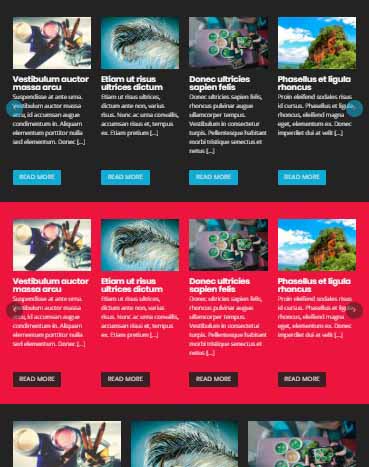 Vestibulum auctor
massa arcu
Suspendisse at ante urna.
Vestibulum auctor massa
arcu, id accumsan augue
condimentum in. Aliquam
elementum porttitor nulla
sed elementum. Donec [...]
READ MORE
Etiam ut risus
ultrices dictum
Etiam ut risus ultrices,
dictum ante non, varius
risus. Nunc ac urna convallis,
accumsan risus et, tempus
ex. Etiam pretium [...]
READ MORE
Donec ultricies
sapien felis
Donec ultricies sapien felis,
rhoncus pulvinar augue
ullamcorper tempus.
Vestibulum in consectetur
turpis. Pellentesque habitant
morbi tristique senectus et
netus [...]
READ MORE
Phasellus et ligula
rhoncus
Proin eleifend sodales risus
id cursus. Phasellus et ligula
rhoncus, eleifend magna
eget, elementum ex. Donec
imperdiet dui at velit [...]
READ MORE
Vestibulum auctor
massa arcu
Suspendisse at ante urna.
Vestibulum auctor massa
arcu, id accumsan augue
condimentum in. Aliquam
elementum porttitor nulla
sed elementum. Donec [...]
READ MORE
Etiam ut risus
ultrices dictum
Etiam ut risus ultrices,
dictum ante non, varius
risus. Nunc ac urna convallis,
accumsan risus et, tempus
ex. Etiam pretium [...]
READ MORE
Donec ultricies
sapien felis
Donec ultricies sapien felis,
rhoncus pulvinar augue
ullamcorper tempus.
Vestibulum in consectetur
turpis. Pellentesque habitant
morbi tristique senectus et
netus [...]
READ MORE
Phasellus et ligula
rhoncus
Proin eleifend sodales risus
id cursus. Phasellus et ligula
rhoncus, eleifend magna
eget, elementum ex. Donec
imperdiet dui at velit [...]
READ MORE